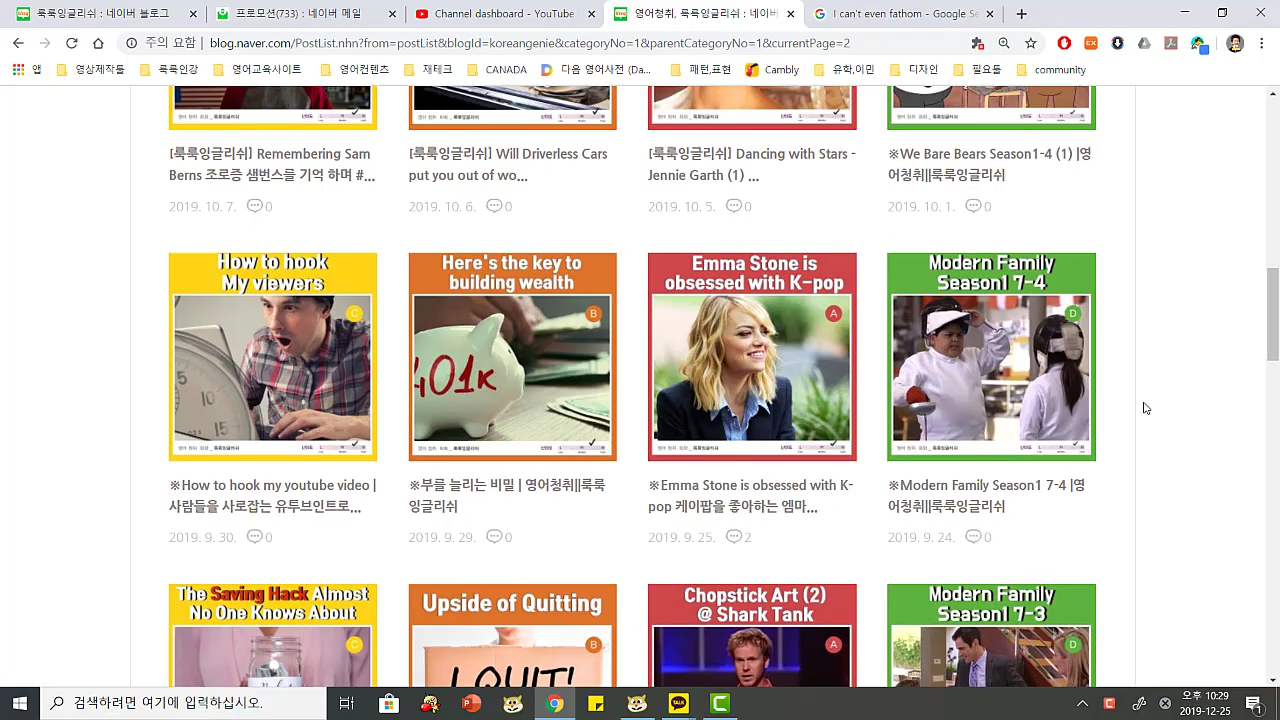 룩룩잉글리쉬 : 네이버 블로그
프로모션(733) : 네이버 메일
Channel dashboard - YouTube
영어청취, 룩룩잉글리쉬 : 네이버
I can't even fathom - Google Se
주의 요함
blog.naver.com/PostList.nhn?from=postList&blogId=koreangenie&categoryNo=1&parentCategoryNo=1&currentPage=2
앱
영상제작툴
룩룩인강
영어교육사이트
영어컨텐츠
재테크
CANADA
다음 영어사전 (Da...
패턴,표현
Cambly
유학,이민
디자인
필요툴
community
[룩룩잉글리쉬] Remembering Sam
Berns 조로증 샘번스를 기억 하며 #...
2019. 10. 7. 0
[룩룩잉글리쉬] Will Driverless Cars
put you out of wo...
2019. 10. 6. 0
[룩룩잉글리쉬] Dancing with Stars -
Jennie Garth (1) ...
2019. 10. 5. 0
※We Bare Bears Season1-4 (1) |영
어청취||룩룩잉글리쉬
2019. 10. 1. 0
How to hook
My viewers
C
Here's the key to
building wealth
B
401K
Emma Stone is
obsessed with K-pop
A
Modern Family
Season1 7-4
D
※How to hook my youtube video |
사람들을 사로잡는 유투브인트로...
2019. 9. 30. 0
※부를 늘리는 비밀 | 영어청취||룩룩
잉글리쉬
2019. 9. 29. 0
※Emma Stone is obsessed with K-
pop 케이팝을 좋아하는 엠마...
2019. 9. 25. 2
※Modern Family Season1 7-4 |영
어청취||룩룩잉글리쉬
2019. 9. 24. 0
The Saving Hack Almost
No One Knows About
C
Upside of Quitting
B
I QUIT!
Chopstick Art (2)
@ Shark Tank
A
Modern Family
Season1 7-3
D
검색하려면 여기에 입력하십시오.
TALK
오후 10:29
2019-12-25